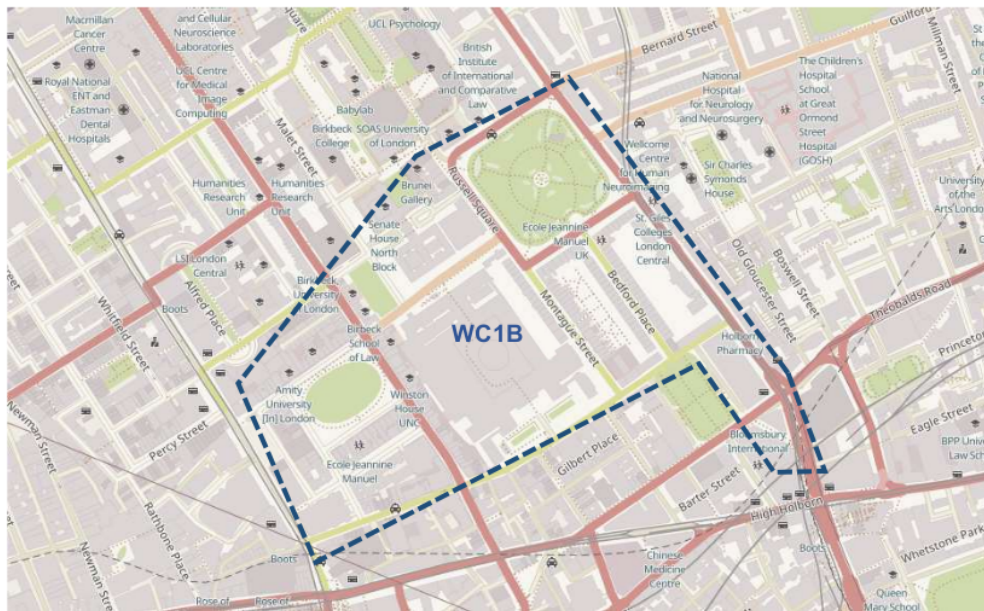 Macmillan
Cancer
Centre
and Cellular
Neuroscience
Laboratories
Square
UCL Psychology
British
Institute
of International
and Comparative
Law
Bernard Street
Guilford
Millman Street
Royal National
ENT and
Eastman
Dental
Hospitals
UCL Centre
for Medical
Image
Computing
Malet Street
Babylab
Birkbeck
College
SOAS University
of London
National
Hospital
for Neurology
and Neurosurgery
The Children's
Hospital
School
at Great
Ormond
Street
Hospital
(GOSH)
Wellcome
Centre
for Human
Neuroimaging
Sir Charles
Symonds
House
University
of the
Arts London
Humanities
Research
Unit
Humanities
Research
Unit
Brunei
Gallery
Russell Square
Senate
House
North
Block
Ecole Jeannine
Manuel
UK
St. Giles
Colleges
London
Central
Old Gloucester Street
Boswell Street
Theobalds Road
LSI London
Central
Alfred Place
Whitfield Street
Boots
Birkbeck,
University
of London
Birbeck
School
of Law
WC1B
Montague Street
Bedford Place
Holborn
Pharmacy
Princeton
Newman Street
Percy Street
Amity
University
[In] London
Winston
House
UNC
Eagle Street
BPP Univer
Law Scho
Ecole Jeannine
Manuel
Gilbert Place
Bloomsbury
International
Barter Street
High Holborn
Rathbone Place
Newman Street
Boots
Chinese
Medicine
Centre
Boots
Whetstone Park
Rose of
Rose of
Queen
Mary School